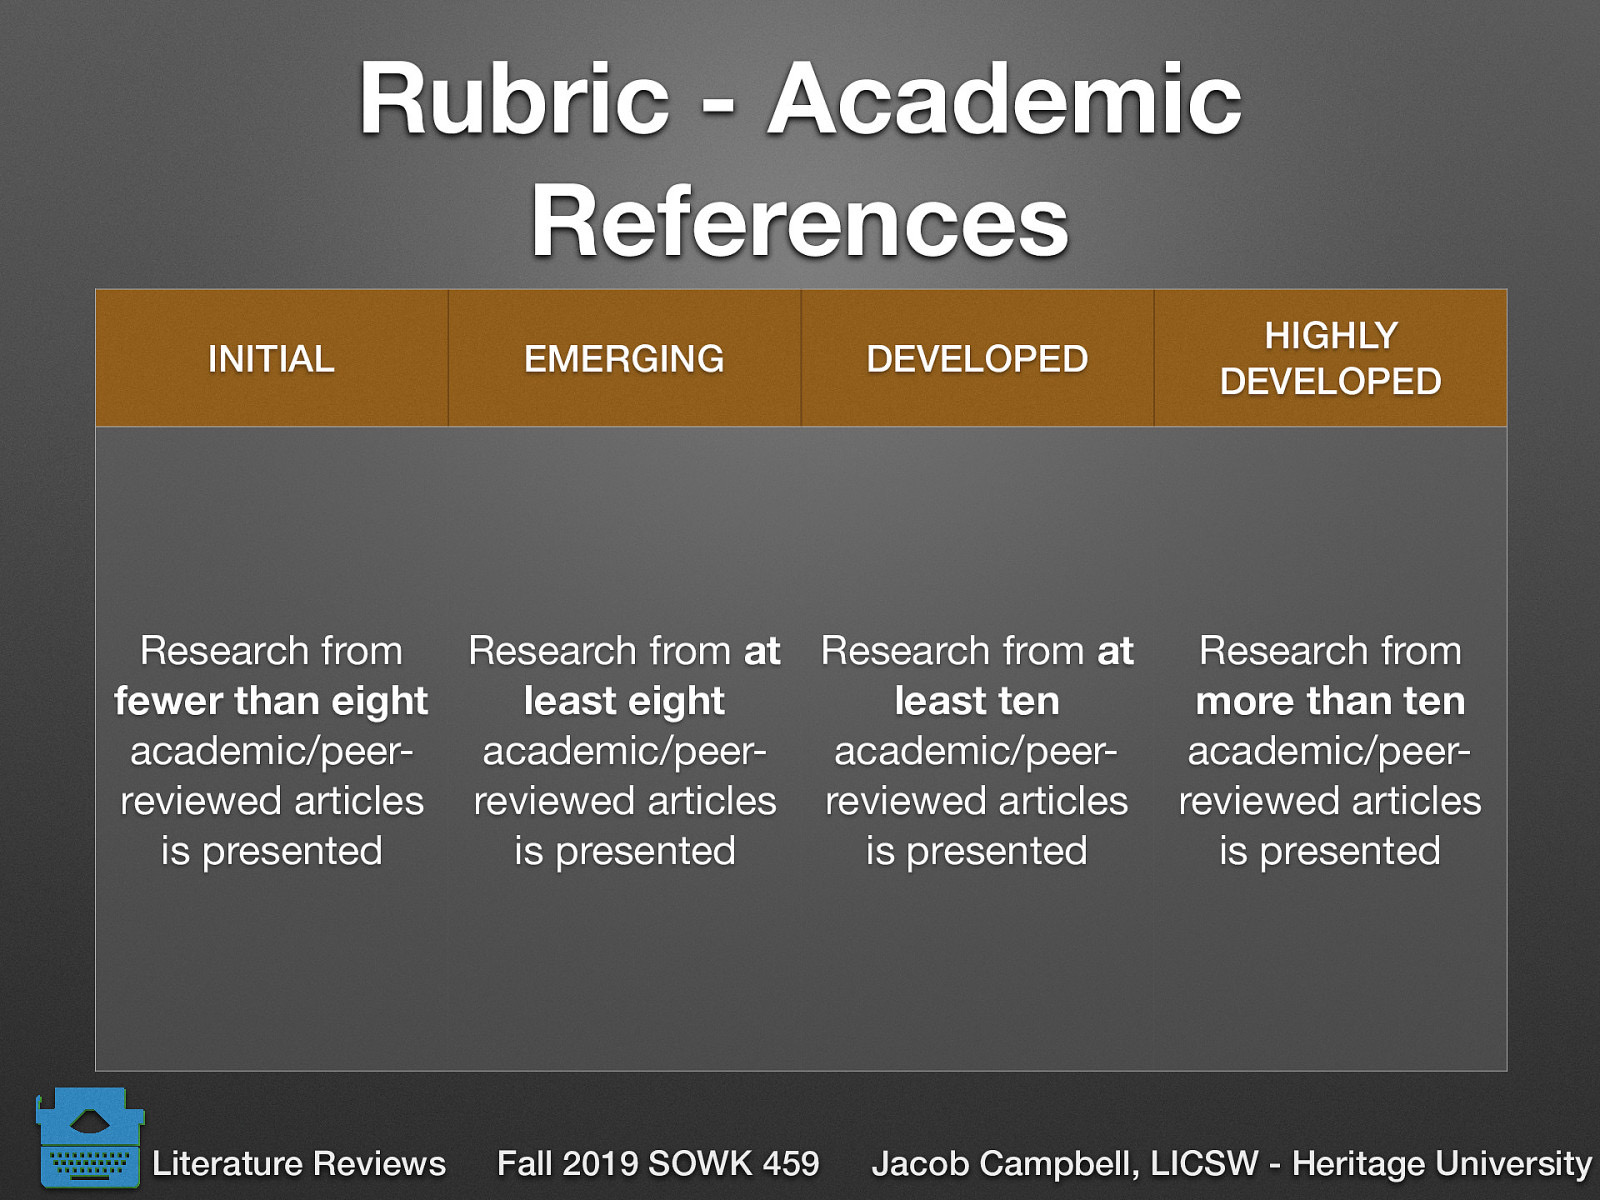 Rubric - Academic
References
INITIAL
EMERGING
DEVELOPED
HIGHLY
DEVELOPED
Research from
fewer than eight
academic/peer-
reviewed articles
is presented
Research from at
least eight
academic/peer-
reviewed articles
is presented
Research from at
least ten
academic/peer-
reviewed articles
is presented
Research from
more than ten
academic/peer-
reviewed articles
is presented
Literature Reviews
Fall 2019 SOWK 459
Jacob Campbell, LICSW - Heritage University